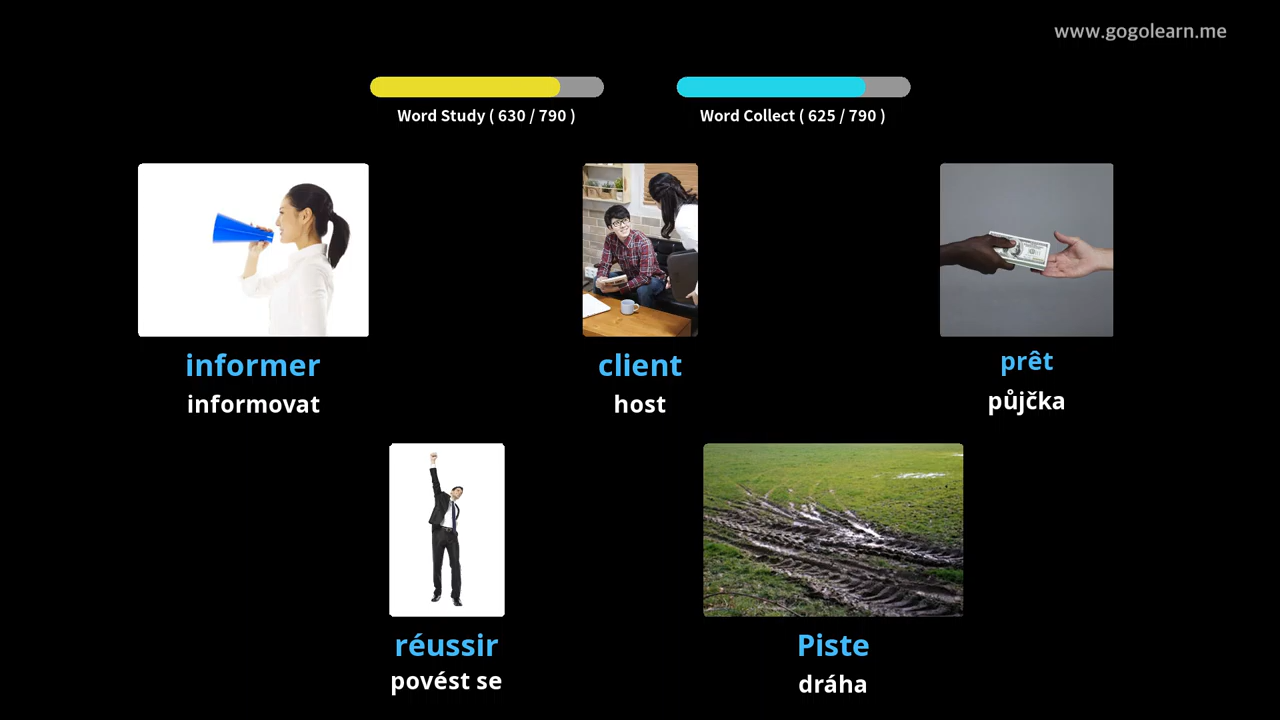 www.gogolearn.me
Word Study ( 630 / 790 )
Word Collect ( 625 / 790 )
informer
informovat
client
host
prêt
půjčka
réussir
povést se
Piste
dráha